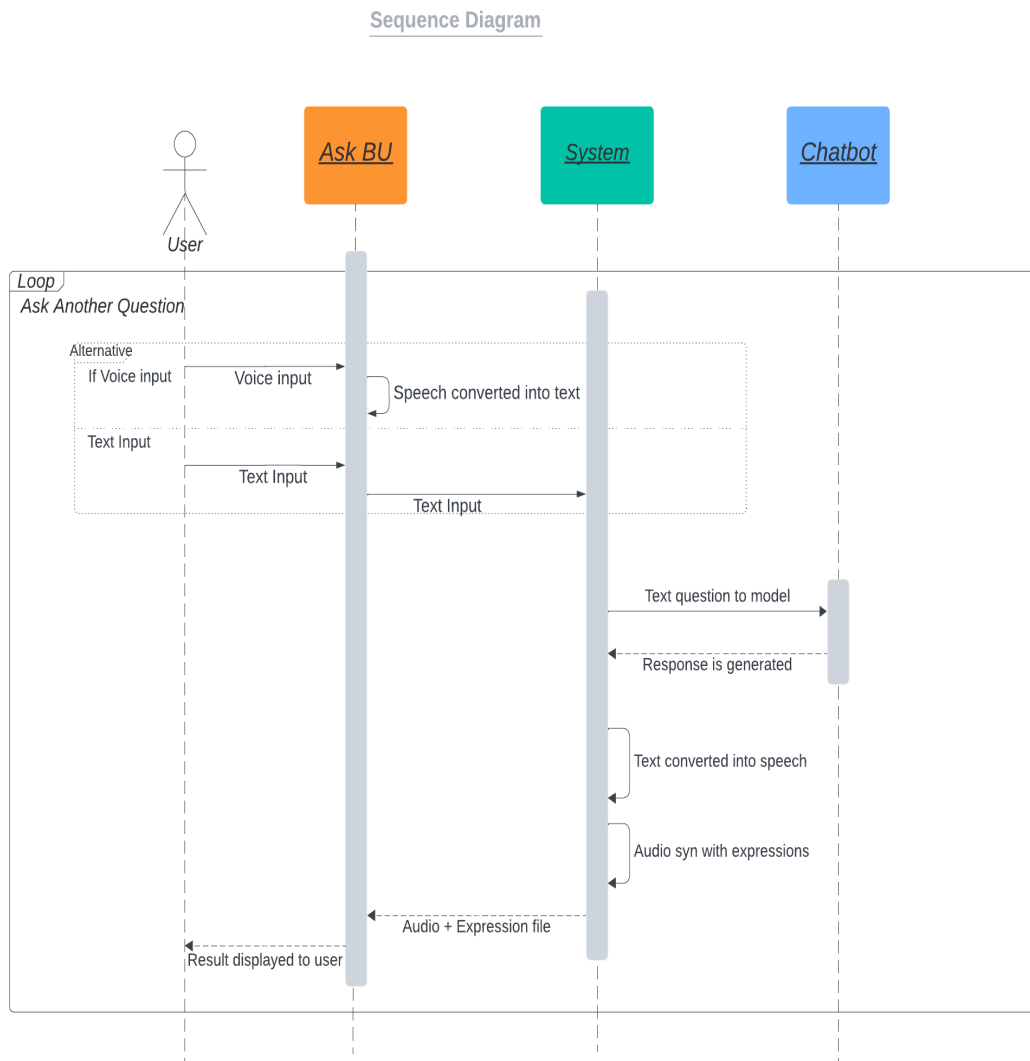 Sequence Diagram
Ask BU
System
Chatbot
User
Loop
Ask Another Question
Alternative
If Voice input
Voice input
Speech converted into text
Text Input
Text Input
Text Input
Text question to model
Response is generated
Text converted into speech
Audio syn with expressions
Audio + Expression file
Result displayed to user